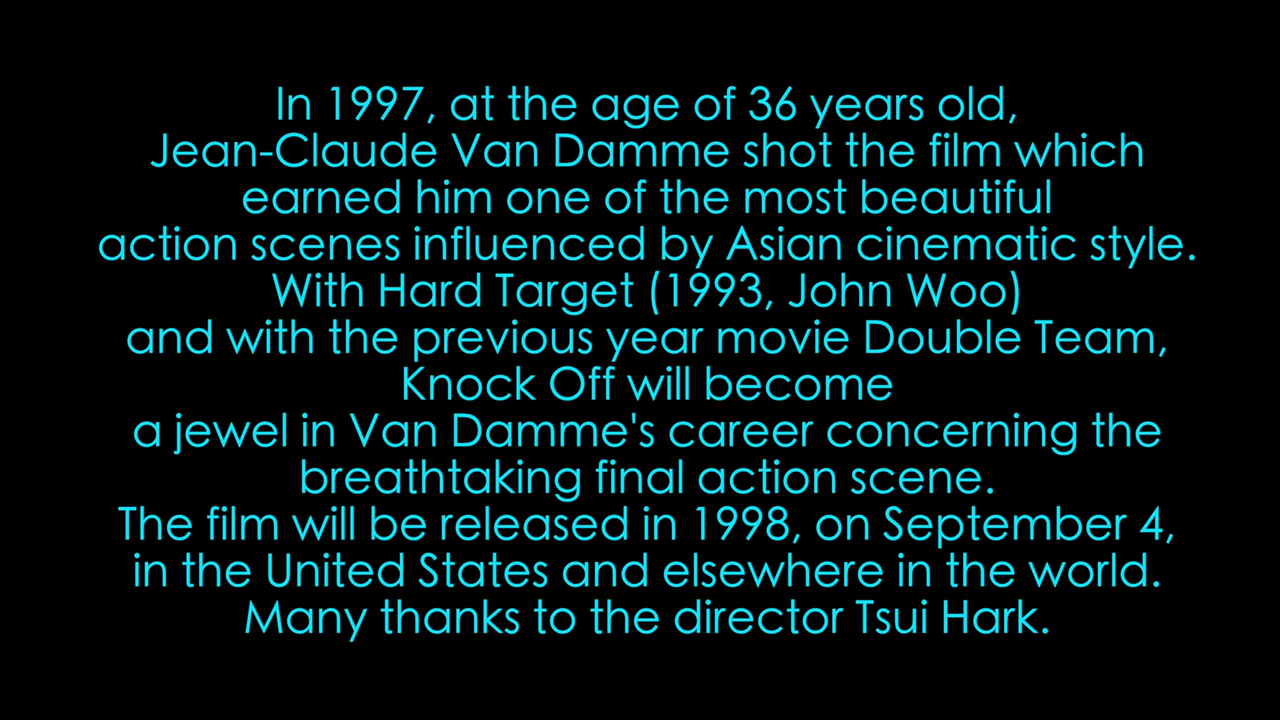 In 1997, at the age of 36 years old,
Jean-Claude Van Damme shot the film which
earned him one of the most beautiful
action scenes influenced by Asian cinematic style.
With Hard Target (1993, John Woo)
and with the previous year movie Double Team,
Knock Off will become
a jewel in Van Damme's career concerning the
breathtaking final action scene.
The film will be released in 1998, on September 4,
in the United States and elsewhere in the world.
Many thanks to the director Tsui Hark.